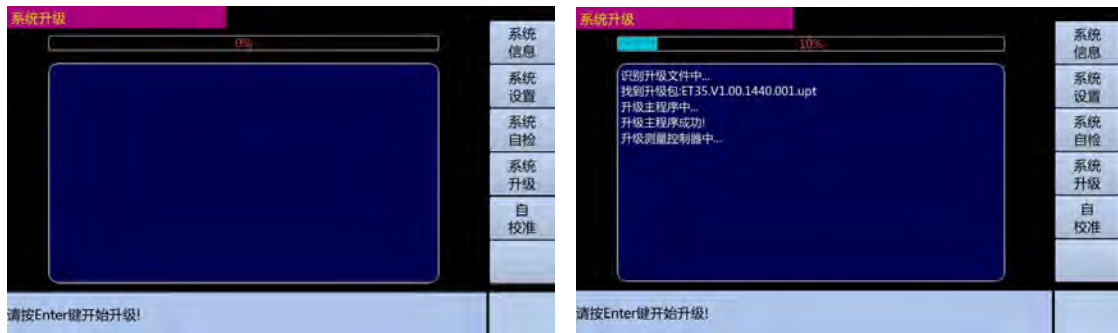 系统升级
0%
系统
信息
系统
设置
系统
自检
系统
升级
自
校准
请按Enter键开始升级!
系统升级
10%
识别升级文件中...
找到升级包:ET35.V1.00.1440.001.upt
升级主程序中...
升级主程序成功!
升级测量控制器中...
系统
信息
系统
设置
系统
自检
系统
升级
自
校准
请按Enter键开始升级!